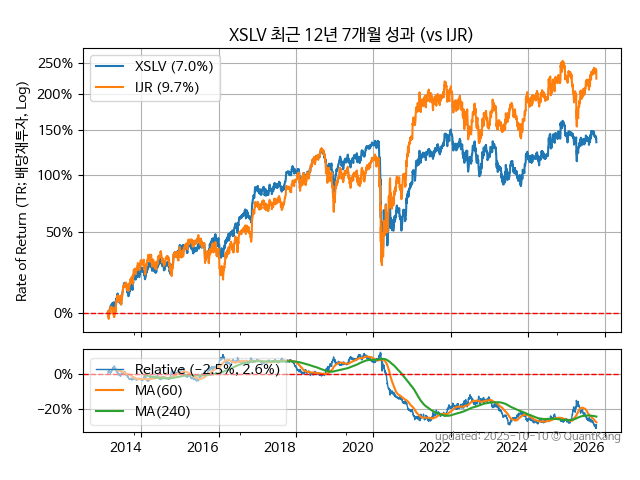 XSLV 최근 12년 7개월 성과 (vs IJR)
Rate of Return (TR; 배당재투자, Log)
250%
200%
150%
100%
50%
0%
XSLV (7.0%)
IJR (9.7%)
0%
−20%
Relative (−2.5%, 2.6%)
MA(60)
MA(240)
2014 2016 2018 2020 2022 2024 2026
updated: 2025-10-10 © QuantKang